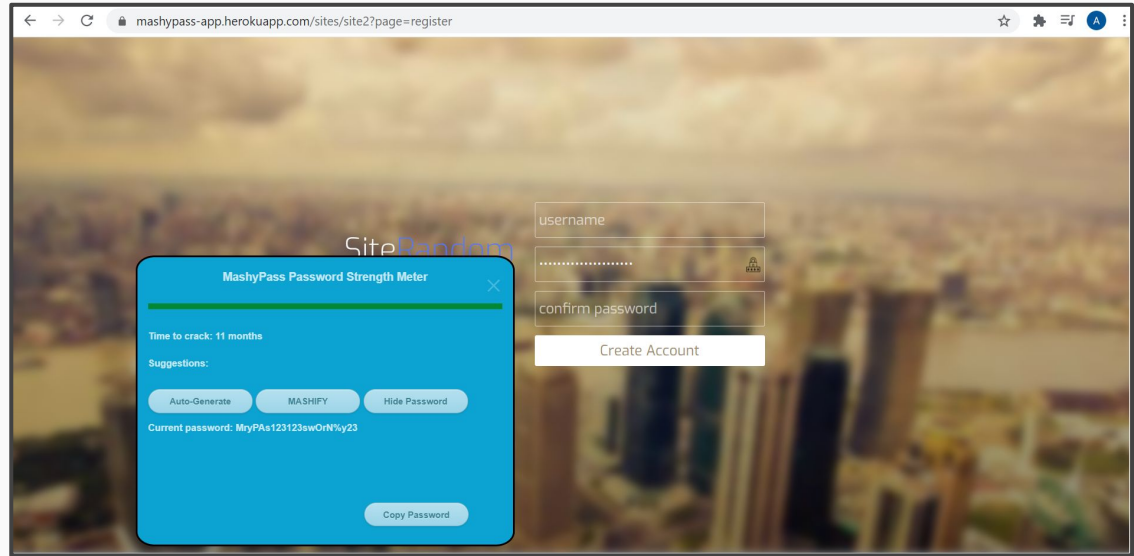 mashypass-app.herokuapp.com/sites/site2?page=register
A
SiteRandom
username
•••••••••••••••••••••
confirm password
Create Account
MashyPass Password Strength Meter
Time to crack: 11 months
Suggestions:
Auto-Generate MASHIFY Hide Password
Current password: MryPAs123123swOrN%y23
Copy Password